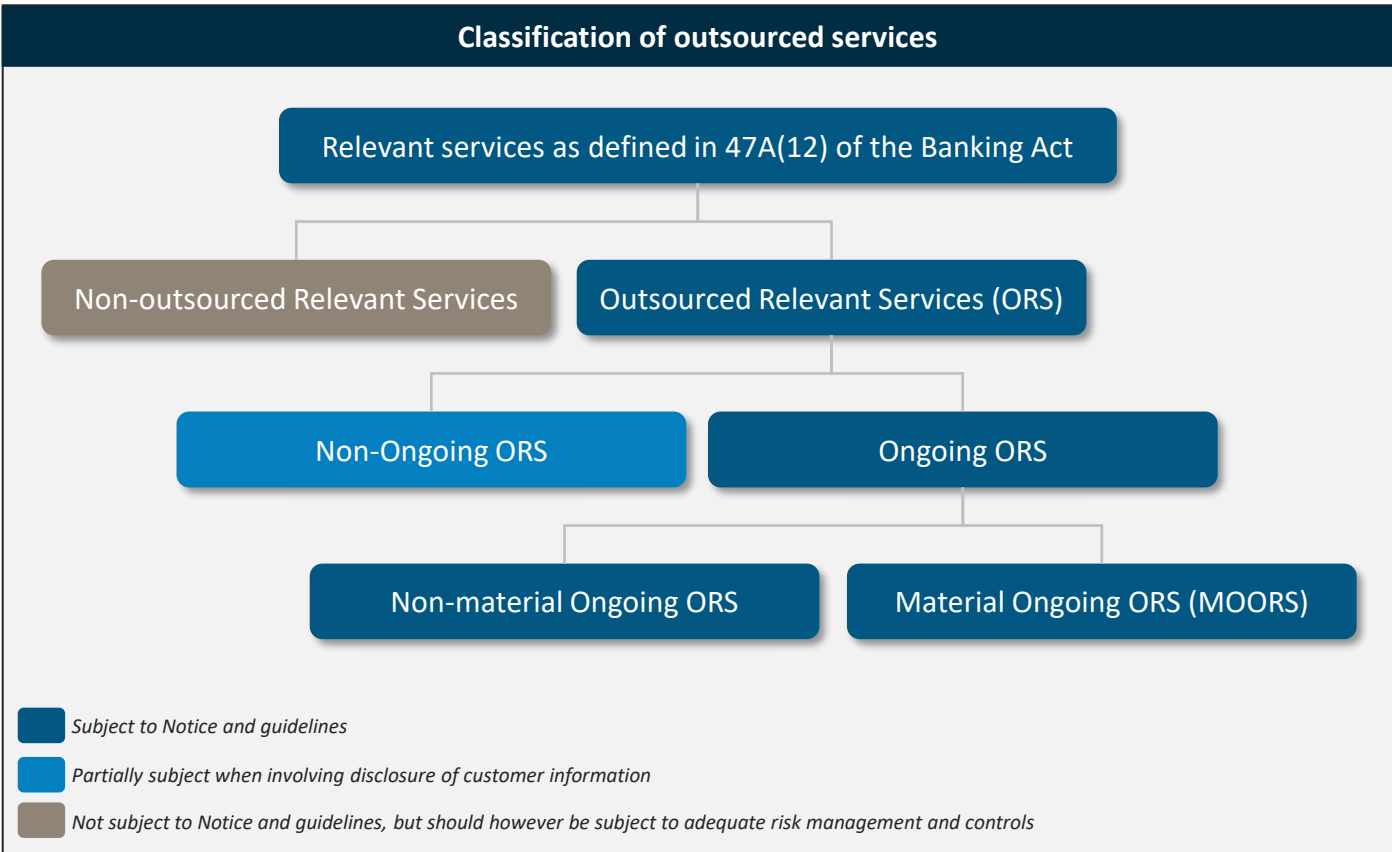 Classification of outsourced services
Relevant services as defined in 47A(12) of the Banking Act
Non-outsourced Relevant Services
Outsourced Relevant Services (ORS)
Non-Ongoing ORS
Ongoing ORS
Non-material Ongoing ORS
Material Ongoing ORS (MOORS)
Subject to Notice and guidelines
Partially subject when involving disclosure of customer information
Not subject to Notice and guidelines, but should however be subject to adequate risk management and controls